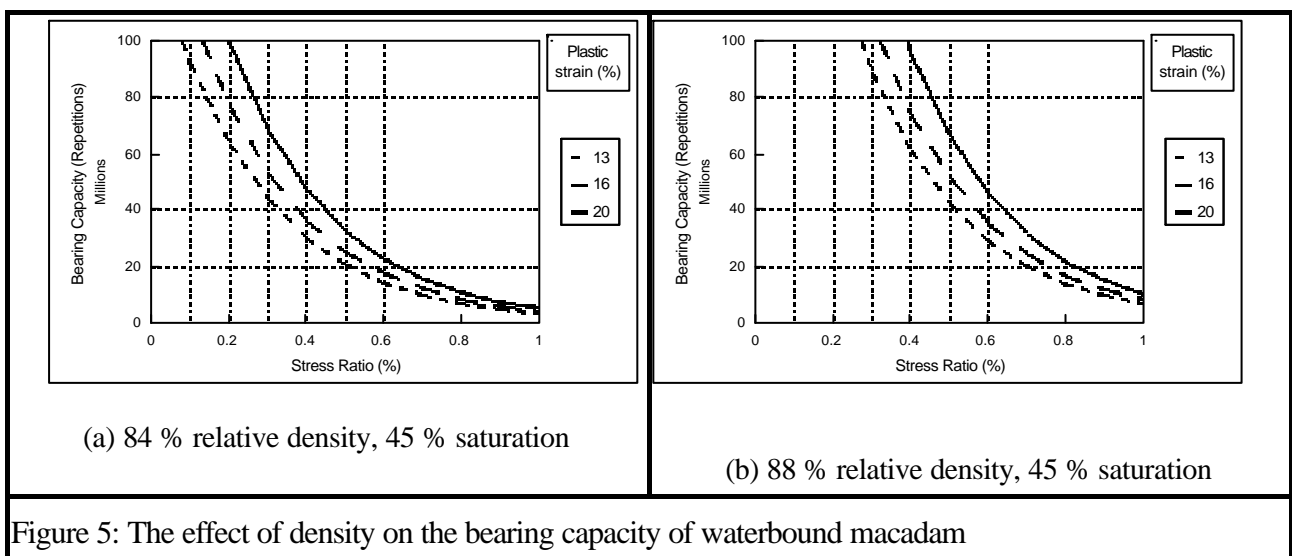 100
80
60
40
20
0
Bearing Capacity (Repetitions)
Millions
0 0.2 0.4 0.6 0.8 1
Stress Ratio (%)
Plastic
strain (%)
13
16
20
(a) 84 % relative density, 45 % saturation
100
80
60
40
20
0
Bearing Capacity (Repetitions)
Millions
0 0.2 0.4 0.6 0.8 1
Stress Ratio (%)
Plastic
strain (%)
13
16
20
(b) 88 % relative density, 45 % saturation
Figure 5: The effect of density on the bearing capacity of waterbound macadam